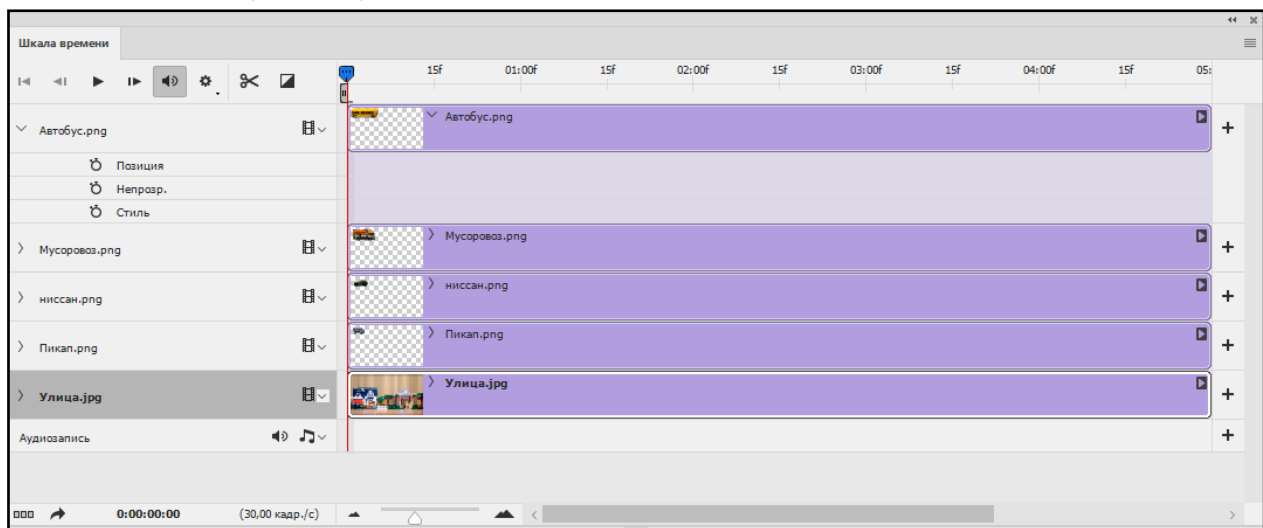 Шкала времени
15f 01:00f 15f 02:00f 15f 03:00f 15f 04:00f 15f 05:
Автобус.png Автобус.png
Позиция
Непрозр.
Стиль
Мусоровоз.png Мусоровоз.png
ниссан.png ниссан.png
Пикап.png Пикап.png
Улица.jpg Улица.jpg
Аудиозапись
0:00:00:00 (30,00 кадр./с)